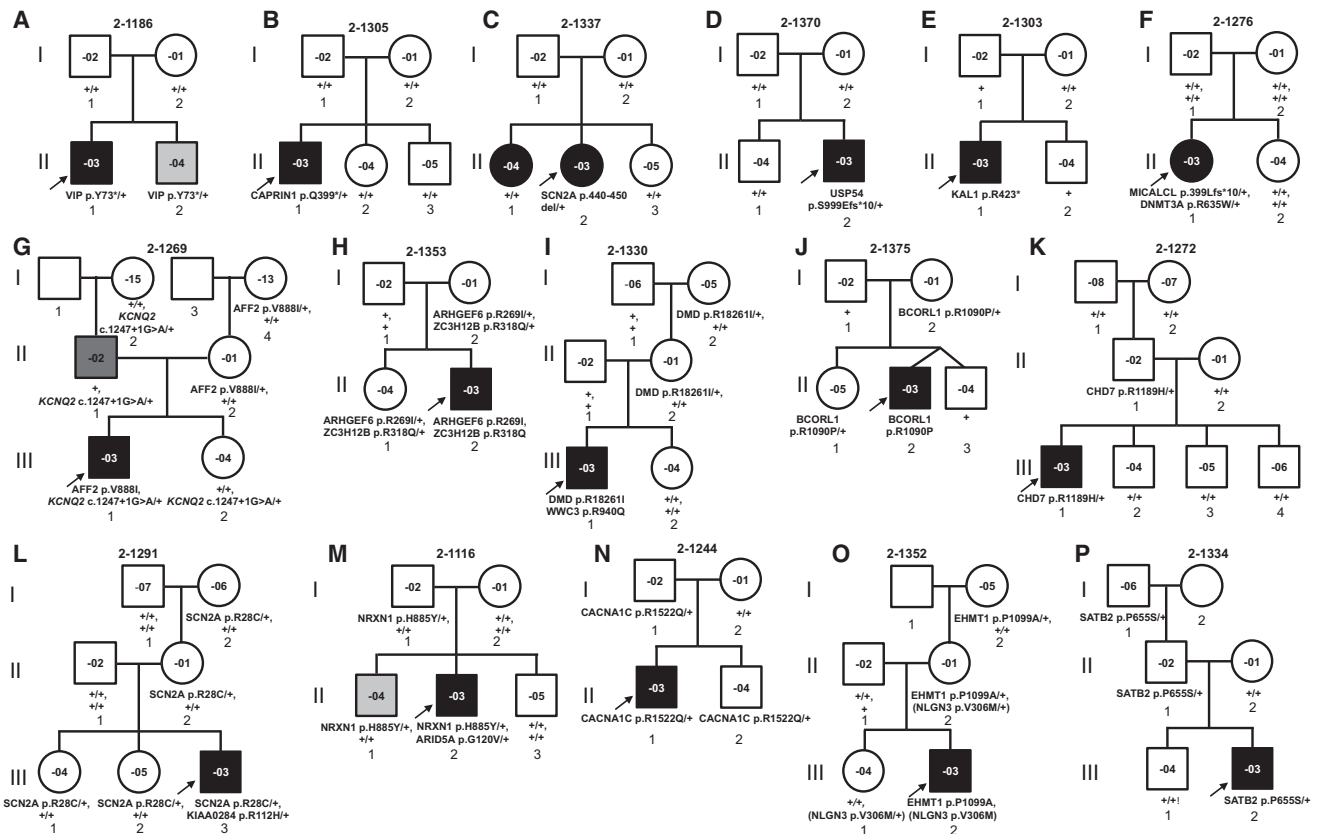 A
2-1186
I
-02
-01
+/+
+/+
1
2
II
-03
-04
VIP p.Y73*/+
VIP p.Y73*/+
1
2
B
2-1305
I
-02
-01
+/+
+/+
1
2
II
-03
-04
-05
CAPRIN1 p.Q399*/+
+/+
+/+
1
2
3
C
2-1337
I
-02
-01
+/+
+/+
1
2
II
-04
-03
-05
+/+
SCN2A p.440-450
del/+
+/+
1
2
3
D
2-1370
I
-02
-01
+/+
+/+
1
2
II
-04
-03
+/+
USP54
p.S999Efs*10/+
1
2
E
2-1303
I
-02
-01
+
+/+
1
2
II
-03
-04
KAL1 p.R423*
+
1
2
F
2-1276
I
-02
-01
+/+,
+/+,
+/+
+/+
1
2
II
-03
-04
MICALCL p.399Lfs*10/+,
DNMT3A p.R635W/+
+/+,
+/+
1
2
G
2-1269
I
-15
-13
1
+/+,
KCNQ2
c.1247+1G>A/+
2
3
AFF2 p.V888I/+,
+/+
4
II
-02
-01
+,
KCNQ2 c.1247+1G>A/+
1
AFF2 p.V888I/+,
+/+
2
III
-03
-04
AFF2 p.V888I,
KCNQ2 c.1247+1G>A/+
1
+/+,
KCNQ2 c.1247+1G>A/+
2
H
2-1353
I
-02
-01
+,
+
1
ARHGEF6 p.R269I/+,
ZC3H12B p.R318Q/+
2
II
-04
-03
ARHGEF6 p.R269I/+,
ZC3H12B p.R318Q/+
1
ARHGEF6 p.R269I,
ZC3H12B p.R318Q
2
I
2-1330
I
-06
-05
+,
+
1
DMD p.R18261I/+,
+/+
2
II
-02
-01
+,
+
1
DMD p.R18261I/+,
+/+
2
III
-03
-04
DMD p.R18261I
WWC3 p.R940Q
1
+/+,
+/+
2
J
2-1375
I
-02
-01
+
1
BCORL1 p.R1090P/+
2
II
-05
-03
-04
BCORL1
p.R1090P/+
1
BCORL1
p.R1090P
2
+
3
K
2-1272
I
-08
-07
+/+
+/+
1
2
II
-02
-01
CHD7 p.R1189H/+
+/+
1
2
III
-03
-04
-05
-06
CHD7 p.R1189H/+
+/+
+/+
+/+
1
2
3
4
L
2-1291
I
-07
-06
+/+,
+/+
1
SCN2A p.R28C/+,
+/+
2
II
-02
-01
+/+,
+/+
1
SCN2A p.R28C/+,
+/+
2
III
-04
-05
-03
SCN2A p.R28C/+,
+/+
1
SCN2A p.R28C/+,
+/+
2
SCN2A p.R28C/+,
KIAA0284 p.R112H/+
3
M
2-1116
I
-02
-01
NRXN1 p.H885Y/+,
+/+
1
+/+,
+/+
2
II
-04
-03
-05
NRXN1 p.H885Y/+,
+/+
1
NRXN1 p.H885Y/+,
ARID5A p.G120V/+
2
+/+,
+/+
3
N
2-1244
I
-02
-01
CACNA1C p.R1522Q/+
+/+
1
2
II
-03
-04
CACNA1C p.R1522Q/+
CACNA1C p.R1522Q/+
1
2
O
2-1352
I
-05
1
EHMT1 p.P1099A/+,
+/+
2
II
-02
-01
+/+,
+
1
EHMT1 p.P1099A/+,
(NLGN3 p.V306M/+)
2
III
-04
-03
+/+,
(NLGN3 p.V306M/+)
1
EHMT1 p.P1099A,
(NLGN3 p.V306M)
2
P
2-1334
I
-06
SATB2 p.P655S/+
1
2
II
-02
-01
SATB2 p.P655S/+
+/+
1
2
III
-04
-03
+/+!
SATB2 p.P655S/+
1
2